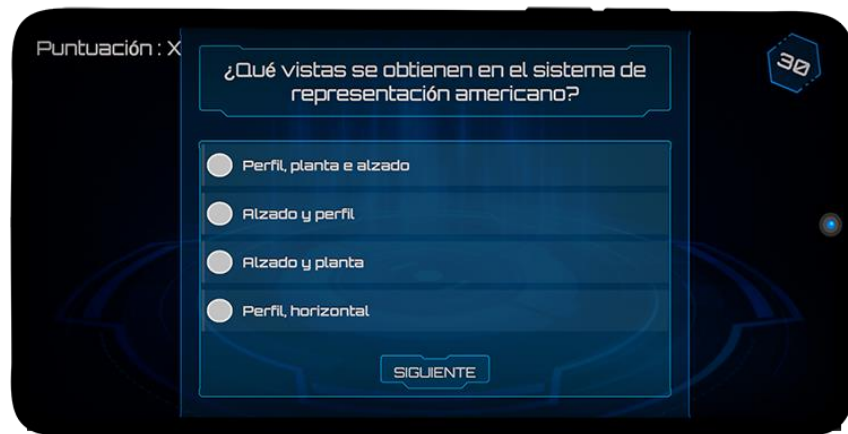 Puntuación : X
30
¿Qué vistas se obtienen en el sistema de
representación americano?
Perfil, planta e alzado
Alzado y perfil
Alzado y planta
Perfil, horizontal
SIGUIENTE